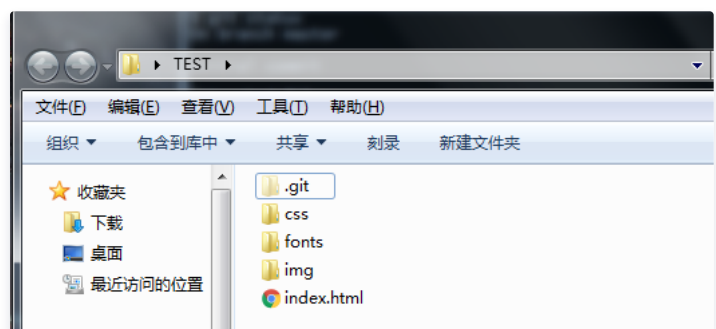 TEST
文件(F) 编辑(E) 查看(V) 工具(T) 帮助(H)
组织 包含到库中 共享 刻录 新建文件夹
收藏夹
下载
桌面
最近访问的位置
.git
css
fonts
img
index.html